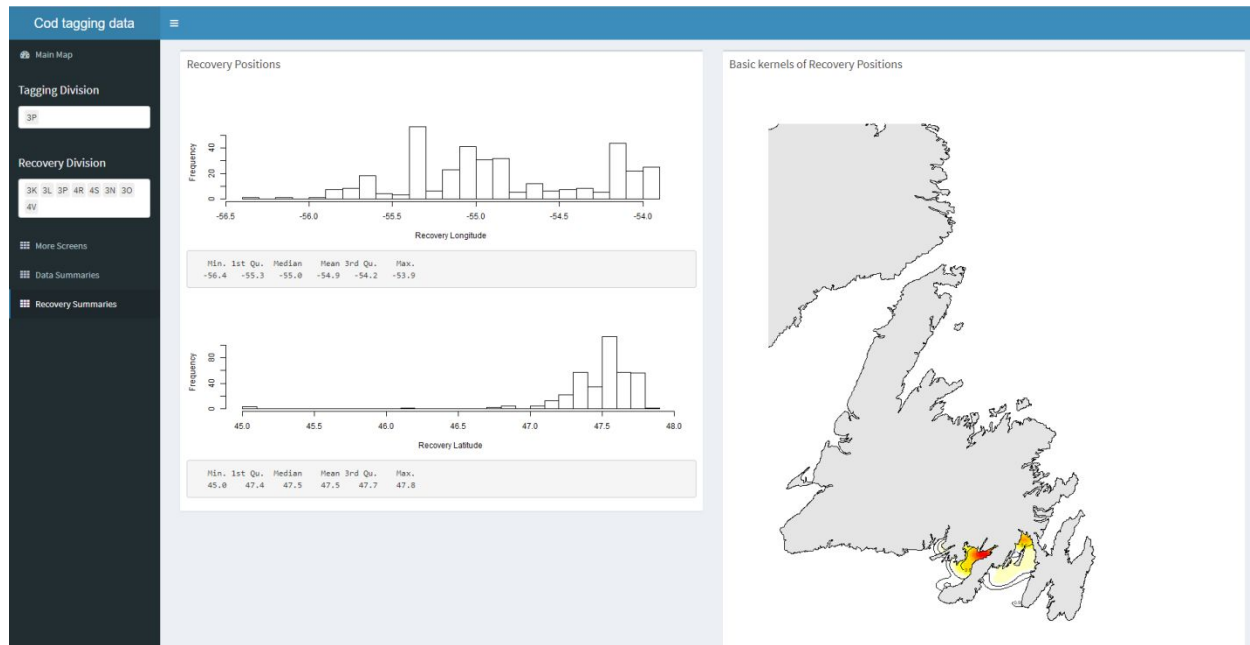 Cod tagging data
Main Map
Tagging Division
3P
Recovery Division
3K 3L 3P 4R 4S 3N 3O
4V
More Screens
Data Summaries
Recovery Summaries
Recovery Positions
Frequency
0 20 40
-56.5 -56.0 -55.5 -55.0 -54.5 -54.0
Recovery Longitude
Min. 1st Qu. Median Mean 3rd Qu. Max.
-56.4 -55.3 -55.0 -54.9 -54.2 -53.9
Frequency
0 40 80
45.0 45.5 46.0 46.5 47.0 47.5 48.0
Recovery Latitude
Min. 1st Qu. Median Mean 3rd Qu. Max.
45.0 47.4 47.5 47.5 47.7 47.8
Basic kernels of Recovery Positions